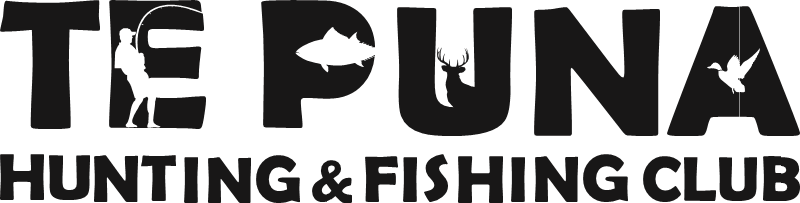 TE PUNA
HUNTING & FISHING CLUB